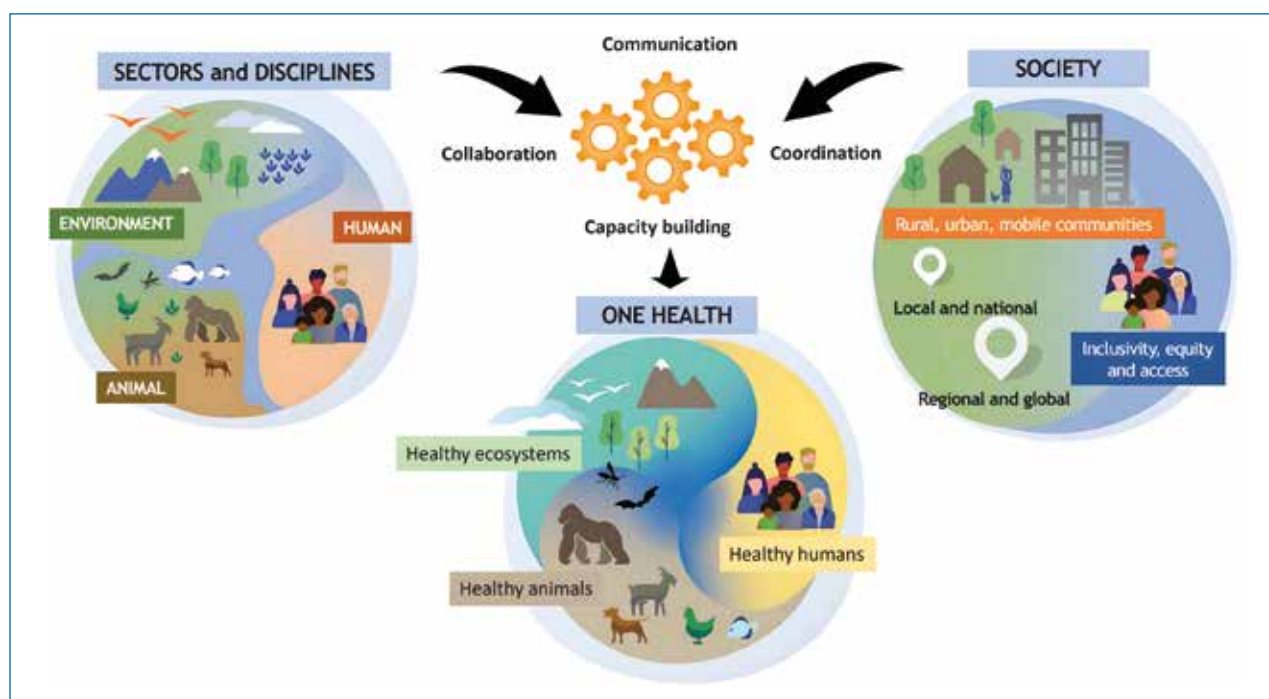 SECTORS and DISCIPLINES
ENVIRONMENT
HUMAN
ANIMAL
Communication
Collaboration
Coordination
Capacity building
SOCIETY
Rural, urban, mobile communities
Local and national
Inclusivity, equity
and access
Regional and global
ONE HEALTH
Healthy ecosystems
Healthy humans
Healthy animals